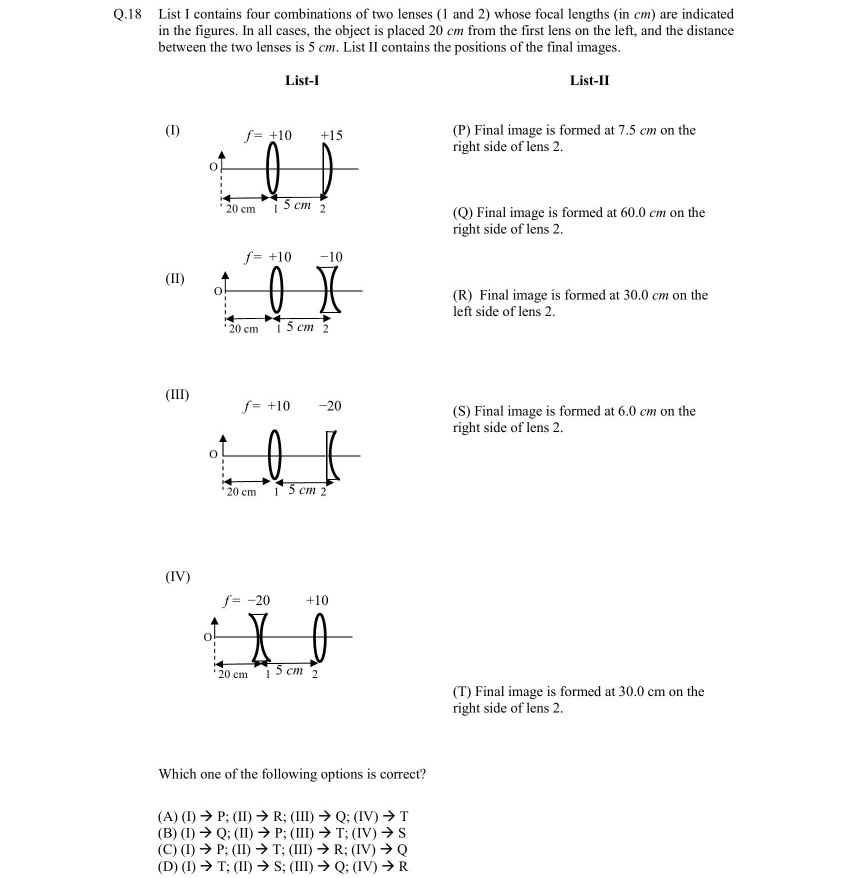 Q.18 List I contains four combinations of two lenses (1 and 2) whose focal lengths (in cm) are indicated
in the figures. In all cases, the object is placed 20 cm from the first lens on the left, and the distance
between the two lenses is 5 cm. List II contains the positions of the final images.
List-I List-II
(I) f= +10 +15
O
20 cm 1 5 cm 2
(P) Final image is formed at 7.5 cm on the
right side of lens 2.
(Q) Final image is formed at 60.0 cm on the
right side of lens 2.
(II) f= +10 −10
O
20 cm 1 5 cm 2
(R) Final image is formed at 30.0 cm on the
left side of lens 2.
(III) f= +10 −20
O
20 cm 1 5 cm 2
(S) Final image is formed at 6.0 cm on the
right side of lens 2.
(IV) f= −20 +10
O
20 cm 1 5 cm 2
(T) Final image is formed at 30.0 cm on the
right side of lens 2.
Which one of the following options is correct?
(A) (I) → P; (II) → R; (III) → Q; (IV) → T
(B) (I) → Q; (II) → P; (III) → T; (IV) → S
(C) (I) → P; (II) → T; (III) → R; (IV) → Q
(D) (I) → T; (II) → S; (III) → Q; (IV) → R